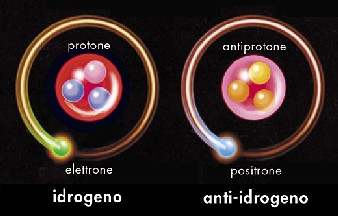 protone
elettrone
idrogeno
antiprotone
positrone
anti-idrogeno